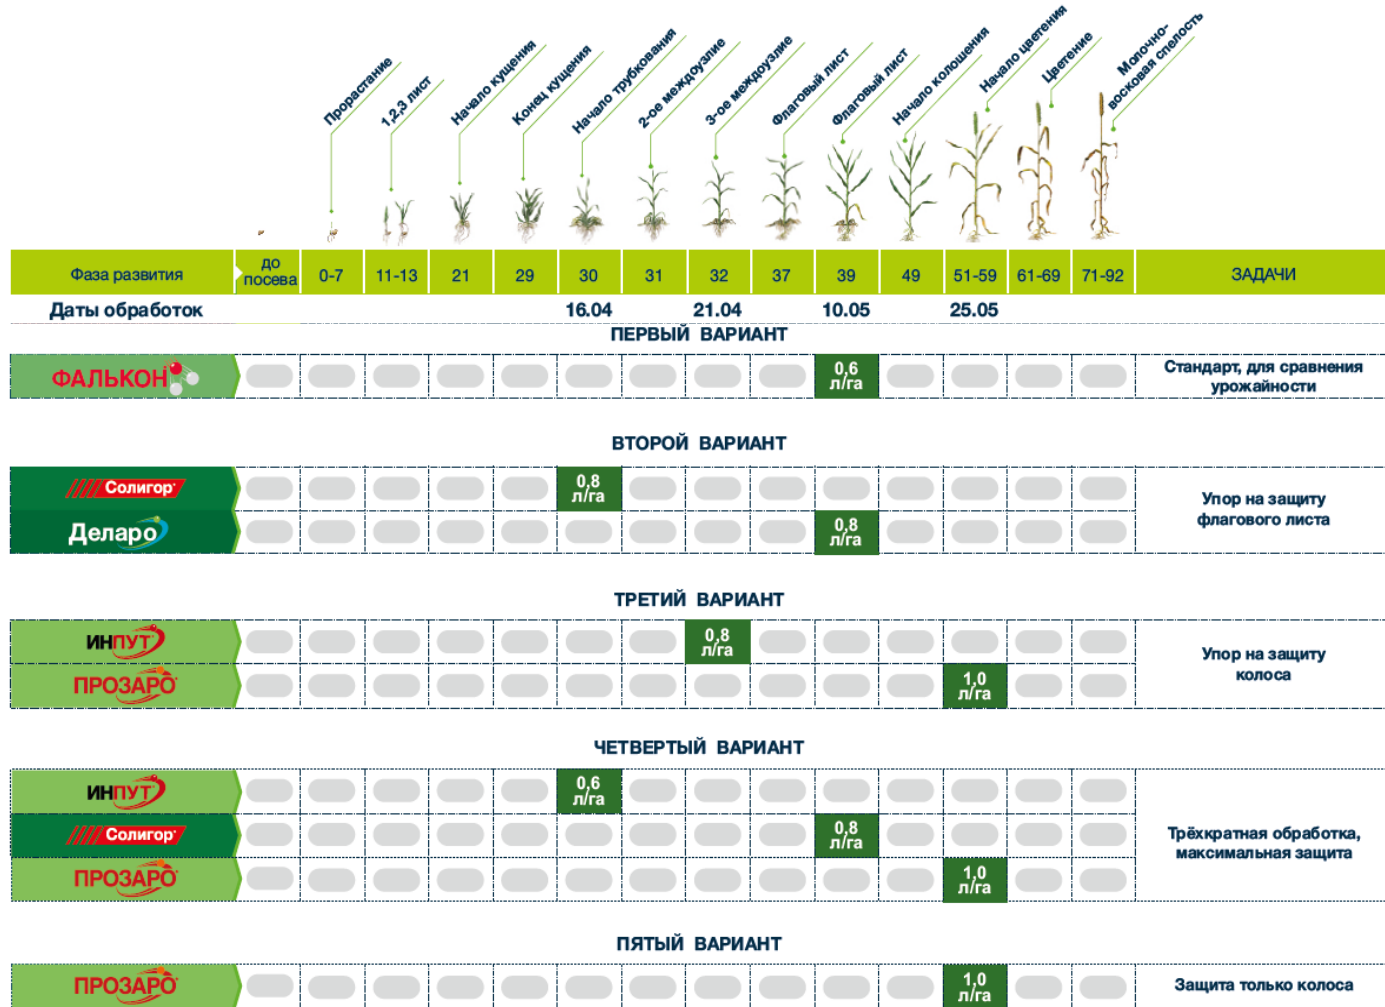 Прорастание
1,2,3 лист
Начало кущения
Конец кущения
Начало трубкования
2-ое междоузлие
3-ое междоузлие
Флаговый лист
Флаговый лист
Начало колошения
Начало цветения
Цветение
Молочно-
восковая спелость
Фаза развития до посева 0-7 11-13 21 29 30 31 32 37 39 49 51-59 61-69 71-92 ЗАДАЧИ
Даты обработок 16.04 21.04 10.05 25.05
ПЕРВЫЙ ВАРИАНТ
ФАЛЬКОН 0,6 л/га
Стандарт, для сравнения
урожайности
ВТОРОЙ ВАРИАНТ
Солигор 0,8 л/га
Деларо 0,8 л/га
Упор на защиту
флагового листа
ТРЕТИЙ ВАРИАНТ
ИНПУТ 0,8 л/га
ПРОЗАРО 1,0 л/га
Упор на защиту
колоса
ЧЕТВЕРТЫЙ ВАРИАНТ
ИНПУТ 0,6 л/га
Солигор 0,8 л/га
ПРОЗАРО 1,0 л/га
Трёхкратная обработка,
максимальная защита
ПЯТЫЙ ВАРИАНТ
ПРОЗАРО 1,0 л/га
Защита только колоса